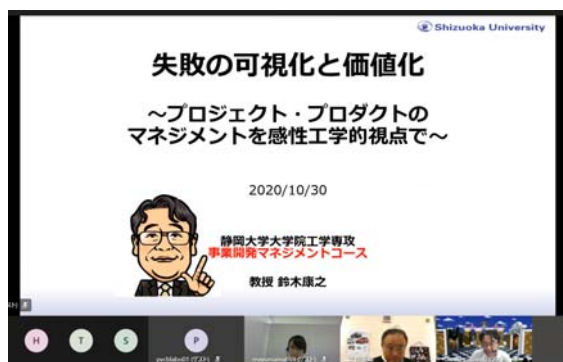 Shizuoka University
失敗の可視化と価値化
~プロジェクト・プロダクトの
マネジメントを感性工学的視点で~
2020/10/30
静岡大学大学院工学専攻
事業開発マネジメントコース
教授 鈴木康之
H
T
S
P